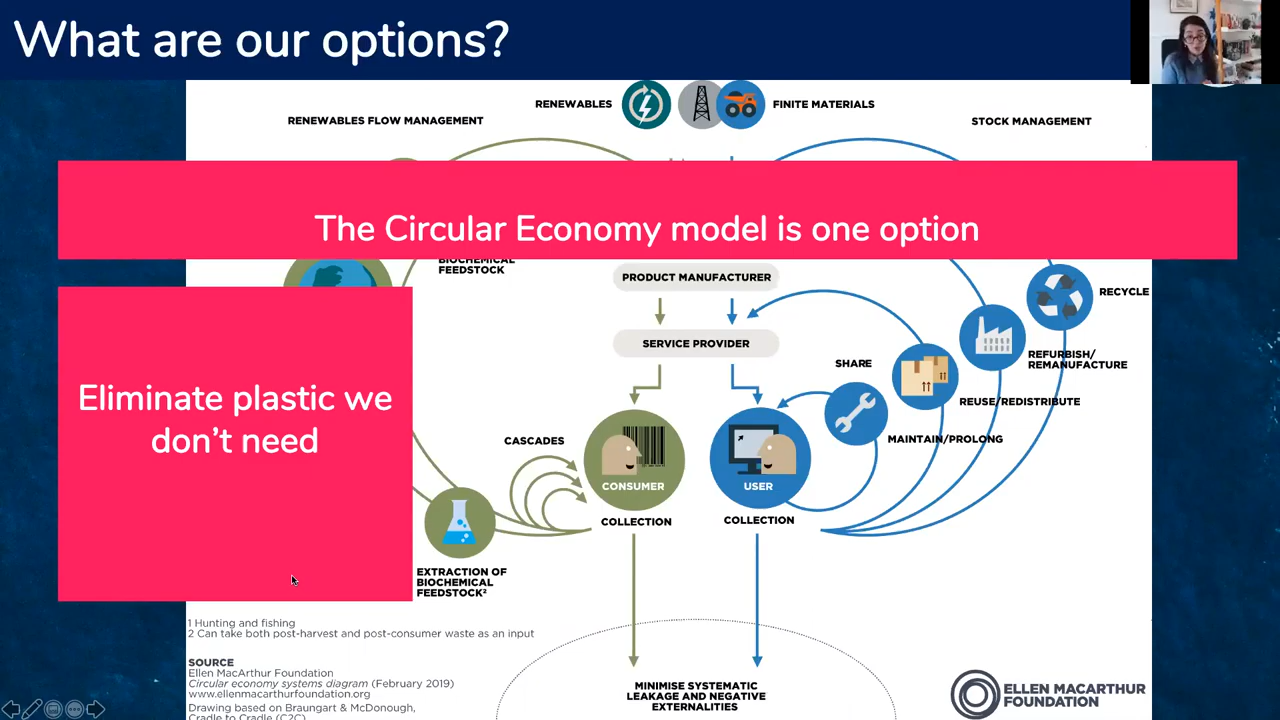 What are our options?
RENEWABLES
FINITE MATERIALS
RENEWABLES FLOW MANAGEMENT
STOCK MANAGEMENT
The Circular Economy model is one option
BIOCHEMICAL
FEEDSTOCK
PRODUCT MANUFACTURER
RECYCLE
SERVICE PROVIDER
SHARE
REFURBISH/
REMANUFACTURE
REUSE/REDISTRIBUTE
Eliminate plastic we
don’t need
CASCADES
MAINTAIN/PROLONG
CONSUMER
USER
COLLECTION
COLLECTION
EXTRACTION OF
BIOCHEMICAL
FEEDSTOCK²
1 Hunting and fishing
2 Can take both post-harvest and post-consumer waste as an input
SOURCE
Ellen MacArthur Foundation
Circular economy systems diagram (February 2019)
www.ellenmacarthurfoundation.org
Drawing based on Braungart & McDonough,
Cradle to Cradle (C2C)
MINIMISE SYSTEMATIC
LEAKAGE AND NEGATIVE
EXTERNALITIES
ELLEN MACARTHUR
FOUNDATION